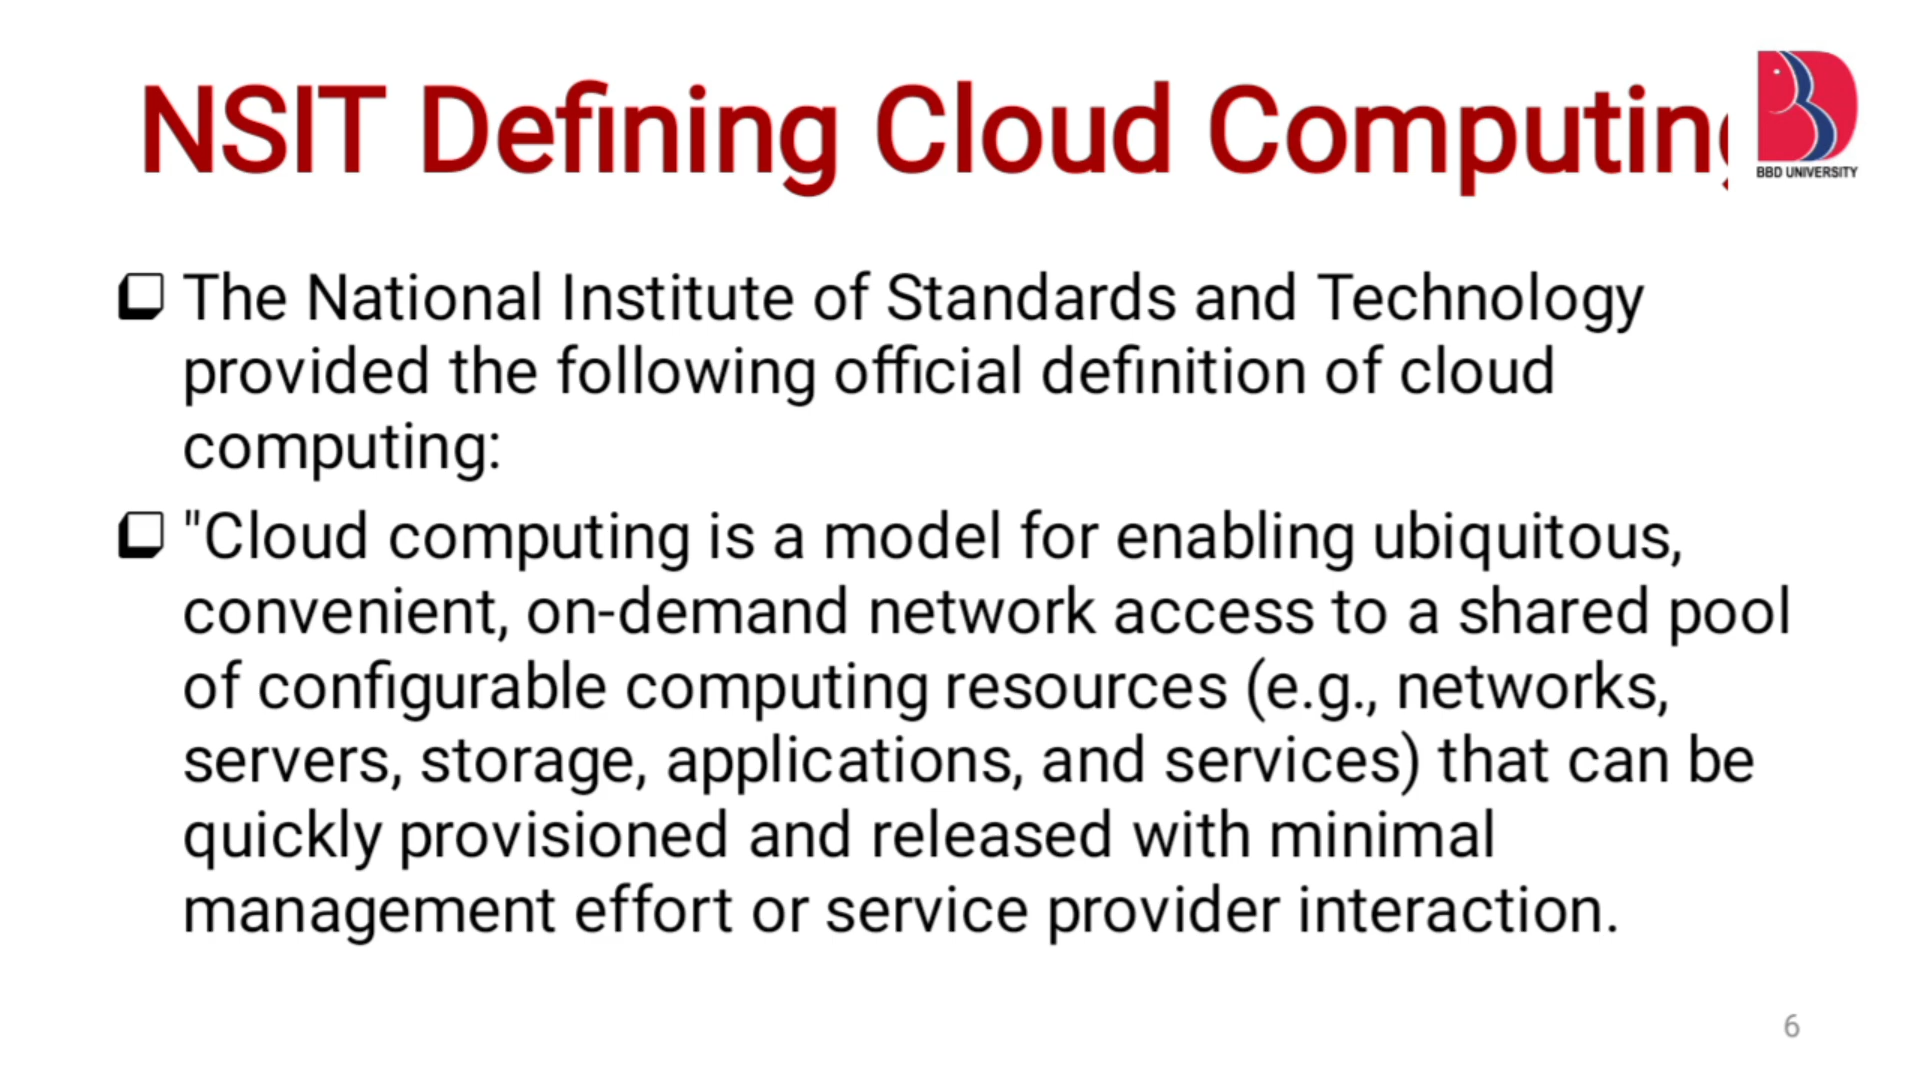 NSIT Defining Cloud Computing
BBD UNIVERSITY
The National Institute of Standards and Technology
provided the following official definition of cloud
computing:
"Cloud computing is a model for enabling ubiquitous,
convenient, on-demand network access to a shared pool
of configurable computing resources (e.g., networks,
servers, storage, applications, and services) that can be
quickly provisioned and released with minimal
management effort or service provider interaction.
6